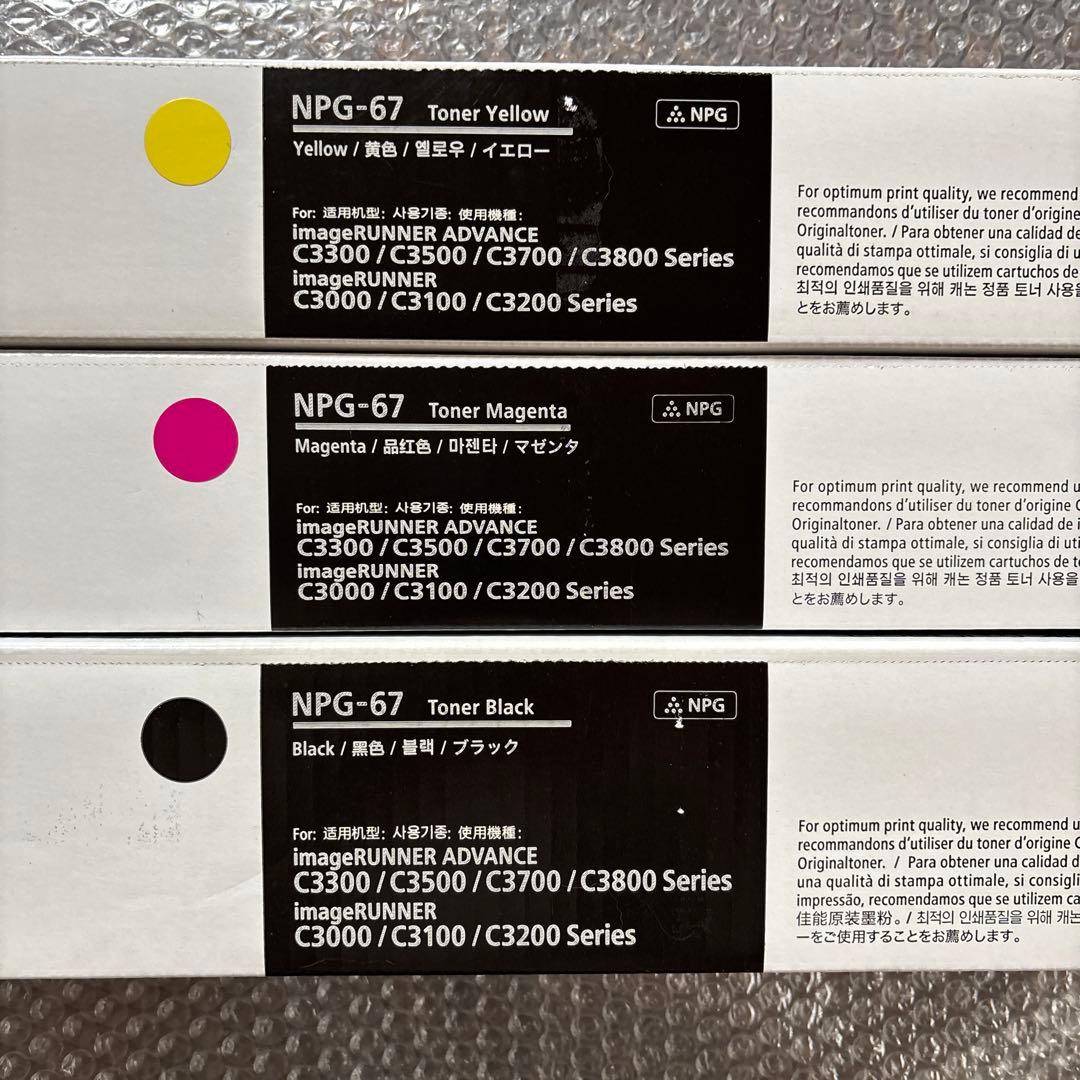 NPG-67 Toner Yellow
NPG
Yellow / 黄色 / 옐로우 / イエロー
For: 适用机型: 사용기종: 使用機種:
imageRUNNER ADVANCE
C3300 / C3500 / C3700 / C3800 Series
imageRUNNER
C3000 / C3100 / C3200 Series
For optimum print quality, we recommend
recommandons d'utiliser du toner d'origine
Originaltoner. / Para obtener una calidad de
qualità di stampa ottimale, si consiglia di u
recomendamos que se utilizem cartuchos de
최적의 인쇄품질을 위해 캐논 정품 토너 사용을
とをお薦めします。
NPG-67 Toner Magenta
NPG
Magenta / 品红色 / 마젠타 / マゼンタ
For: 适用机型: 사용기종: 使用機種:
imageRUNNER ADVANCE
C3300 / C3500 / C3700 / C3800 Series
imageRUNNER
C3000 / C3100 / C3200 Series
For optimum print quality, we recommend u
recommandons d'utiliser du toner d'origine C
Originaltoner. / Para obtener una calidad de i
qualità di stampa ottimale, si consiglia di uti
recomendamos que se utilizem cartuchos de to
최적의 인쇄품질을 위해 캐논 정품 토너 사용을
とをお薦めします。
NPG-67 Toner Black
NPG
Black / 黑色 / 블랙 / ブラック
For: 适用机型: 사용기종: 使用機種:
imageRUNNER ADVANCE
C3300 / C3500 / C3700 / C3800 Series
imageRUNNER
C3000 / C3100 / C3200 Series
For optimum print quality, we recommend u
recommandons d'utiliser du toner d'origine C
Originaltoner. / Para obtener una calidad d
una qualità di stampa ottimale, si consigli
impressão, recomendamos que se utilizem ca
佳能原装墨粉。/ 최적의 인쇄품질을 위해 캐논
ーをご使用することをお薦めします。